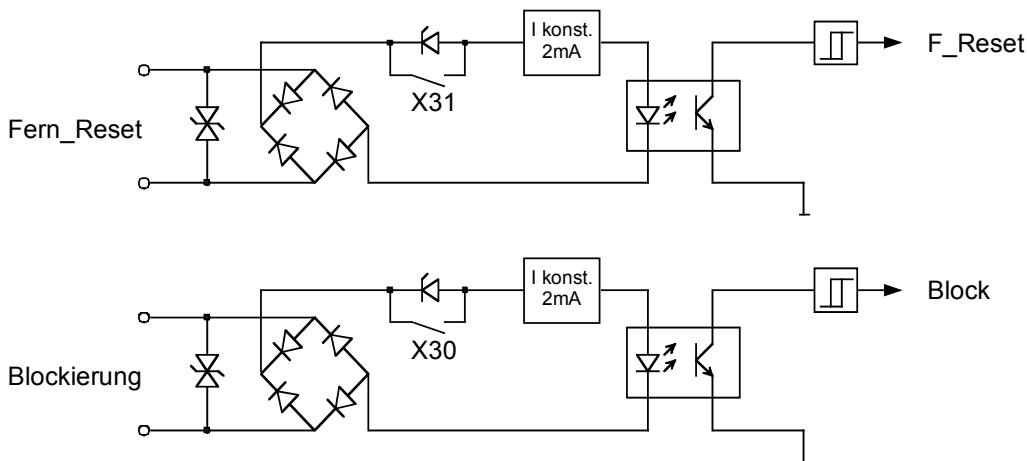 I konst.
2mA
F_Reset
X31
Fern_Reset
I konst.
2mA
Block
X30
Blockierung